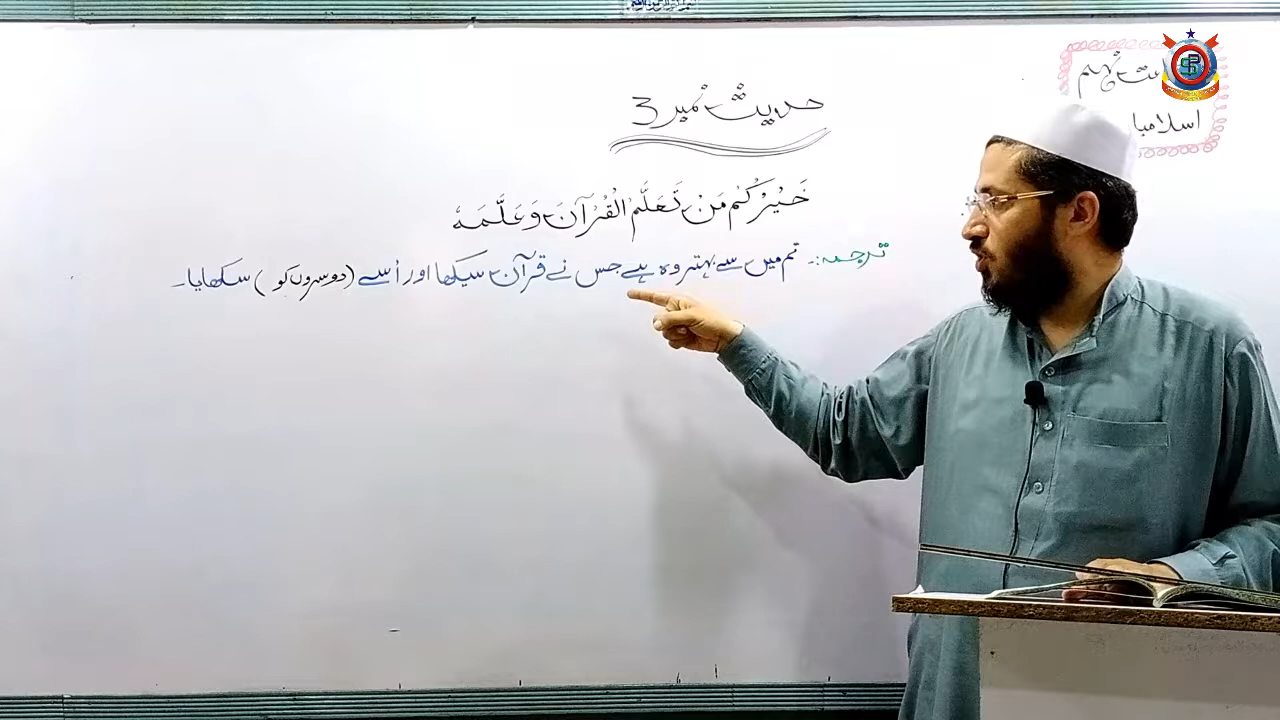 نہم
اسلامیا
حدیث نمبر 3
خَيْرُكُمْ مَنْ تَعَلَّمَ الْقُرْآنَ وَعَلَّمَهٗ
ترجمہ:۔ تم میں سے بہتر وہ ہے جس نے قرآن سیکھا اور اُسے (دوسروں کو) سکھایا۔